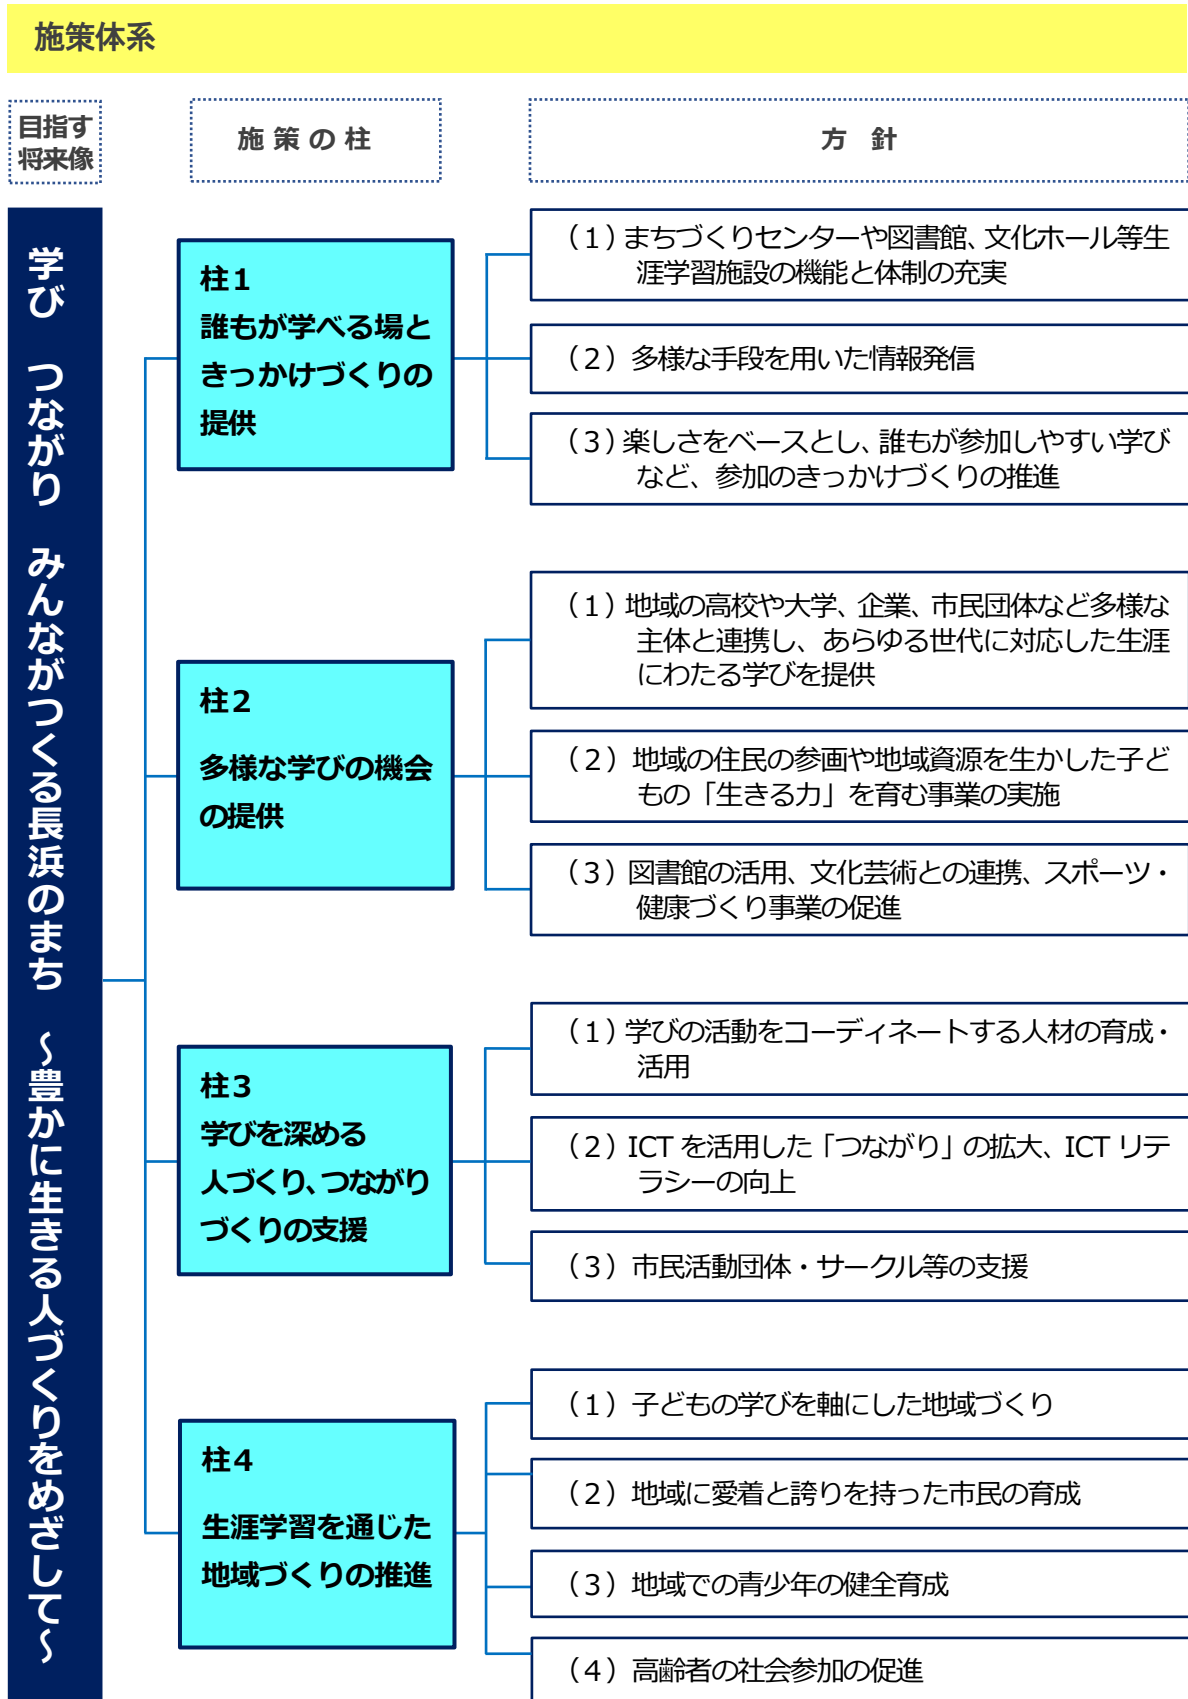 施策体系
目指す
将来像
施策の柱
方 針
学び つながり みんながつくる長浜のまち ～豊かに生きる人づくりをめざして～
柱1
誰もが学べる場と
きっかけづくりの
提供
（1）まちづくりセンターや図書館、文化ホール等生
涯学習施設の機能と体制の充実
（2）多様な手段を用いた情報発信
（3）楽しさをベースとし、誰もが参加しやすい学び
など、参加のきっかけづくりの推進
柱2
多様な学びの機会
の提供
（1）地域の高校や大学、企業、市民団体など多様な
主体と連携し、あらゆる世代に対応した生涯
にわたる学びを提供
（2）地域の住民の参画や地域資源を生かした子ど
もの「生きる力」を育む事業の実施
（3）図書館の活用、文化芸術との連携、スポーツ・
健康づくり事業の促進
柱3
学びを深める
人づくり、つながり
づくりの支援
（1）学びの活動をコーディネートする人材の育成・
活用
（2）ICT を活用した「つながり」の拡大、ICT リテ
ラシーの向上
（3）市民活動団体・サークル等の支援
柱4
生涯学習を通じた
地域づくりの推進
（1）子どもの学びを軸にした地域づくり
（2）地域に愛着と誇りを持った市民の育成
（3）地域での青少年の健全育成
（4）高齢者の社会参加の促進